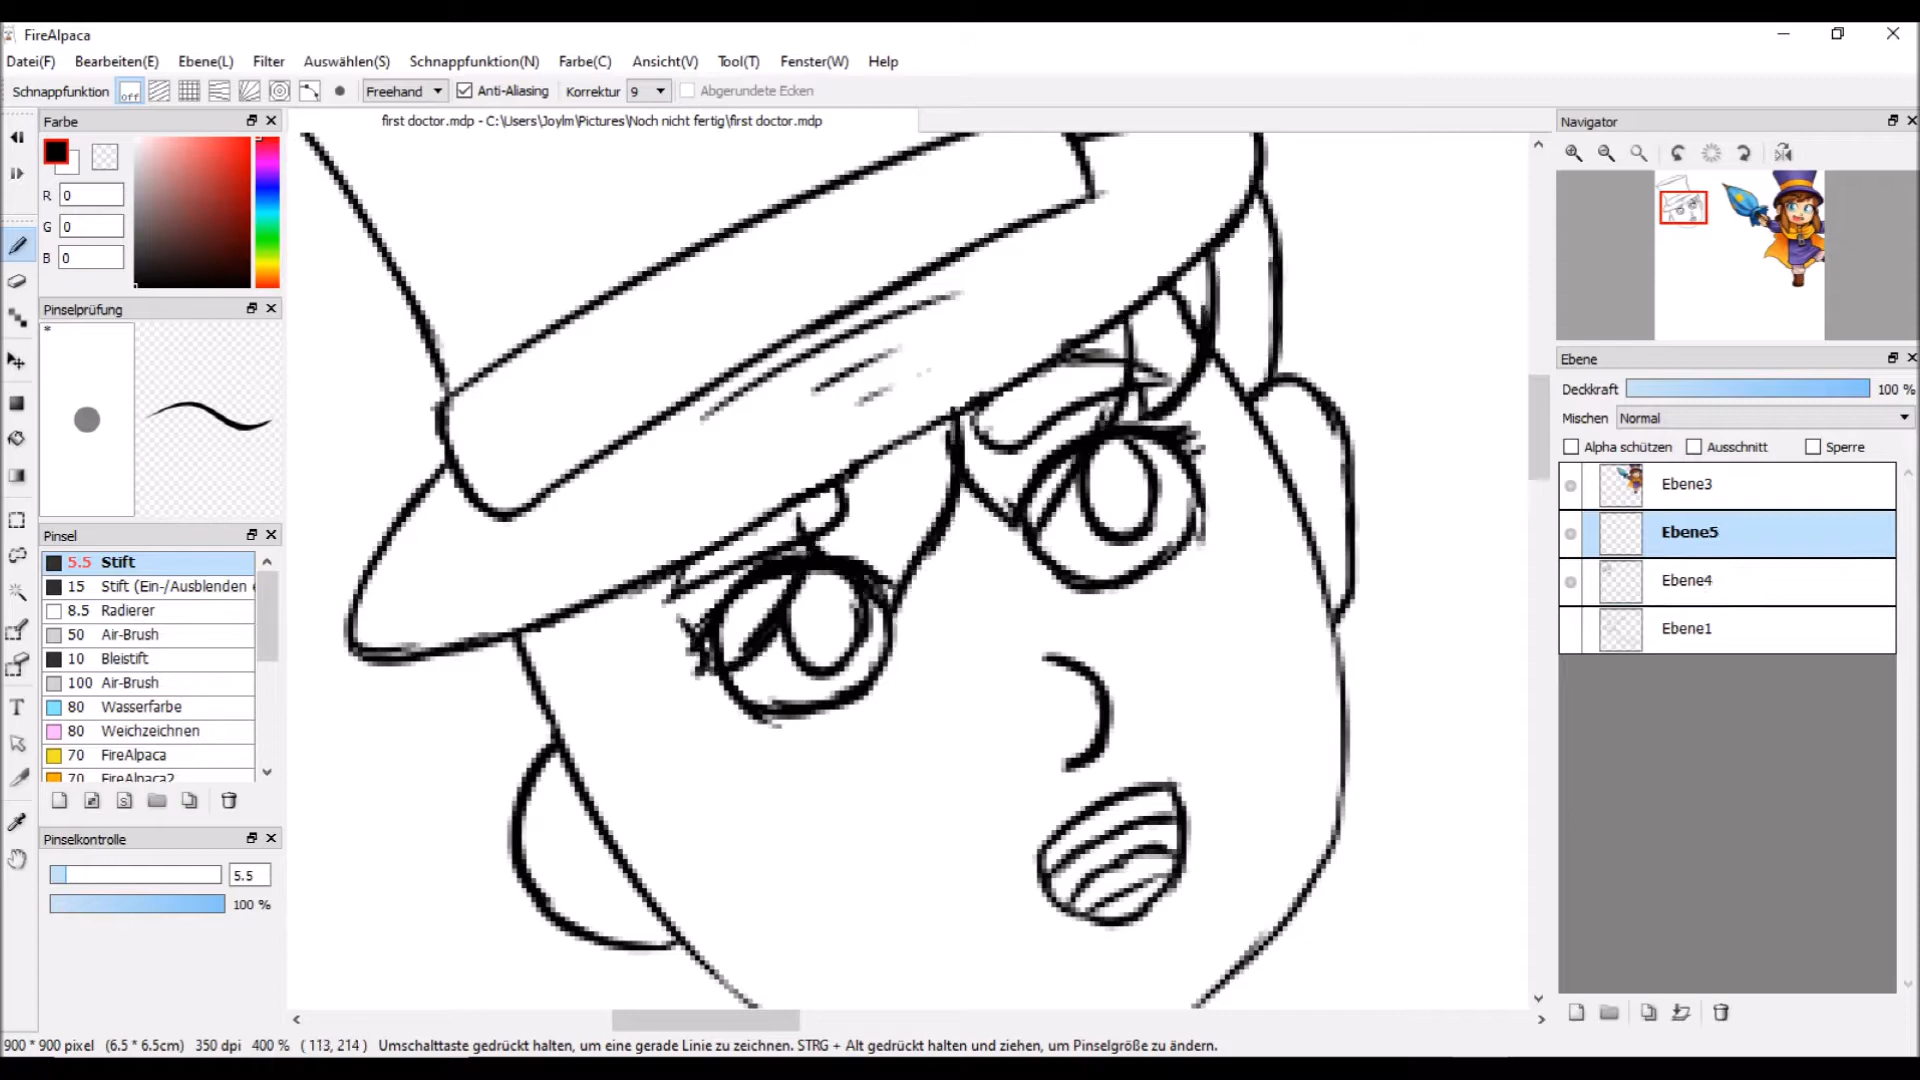 FireAlpaca
Datei(F) Bearbeiten(E) Ebene(L) Filter Auswählen(S) Schnappfunktion(N) Farbe(C) Ansicht(V) Tool(T) Fenster(W) Help
Schnappfunktion off Freehand Anti-Aliasing Korrektur 9 Abgerundete Ecken
first doctor.mdp - C:\Users\Joylm\Pictures\Noch nicht fertig\first doctor.mdp
Farbe
R 0
G 0
B 0
Pinselprüfung
*
Pinsel
5.5 Stift
15 Stift (Ein-/Ausblenden
8.5 Radierer
50 Air-Brush
10 Bleistift
100 Air-Brush
80 Wasserfarbe
80 Weichzeichnen
70 FireAlpaca
70 FireAlpaca2
Pinselkontrolle
5.5
100 %
Navigator
Ebene
Deckkraft 100 %
Mischen Normal
Alpha schützen Ausschnitt Sperre
Ebene3
Ebene5
Ebene4
Ebene1
900 * 900 pixel (6.5 * 6.5cm) 350 dpi 400 % ( 113, 214 ) Umschalttaste gedrückt halten, um eine gerade Linie zu zeichnen. STRG + Alt gedrückt halten und ziehen, um Pinselgröße zu ändern.